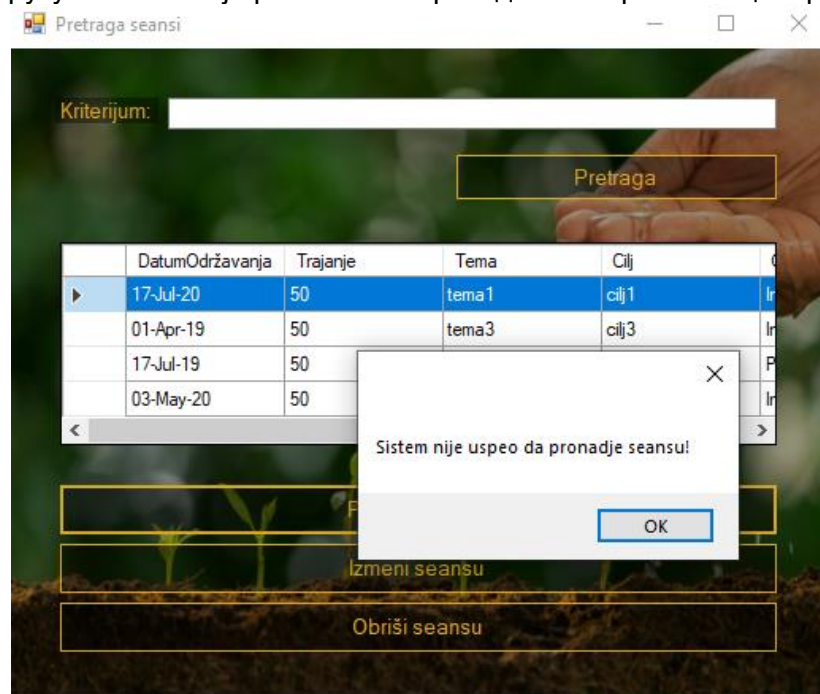 Pretraga seansi
Kriterijum:
Pretraga
DatumOdržavanja Trajanje Tema Cilj
17-Jul-20 50 tema1 cilj1
01-Apr-19 50 tema3 cilj3
17-Jul-19 50
03-May-20 50
Sistem nije uspeo da pronadje seansu!
OK
Izmeni seansu
Obriši seansu